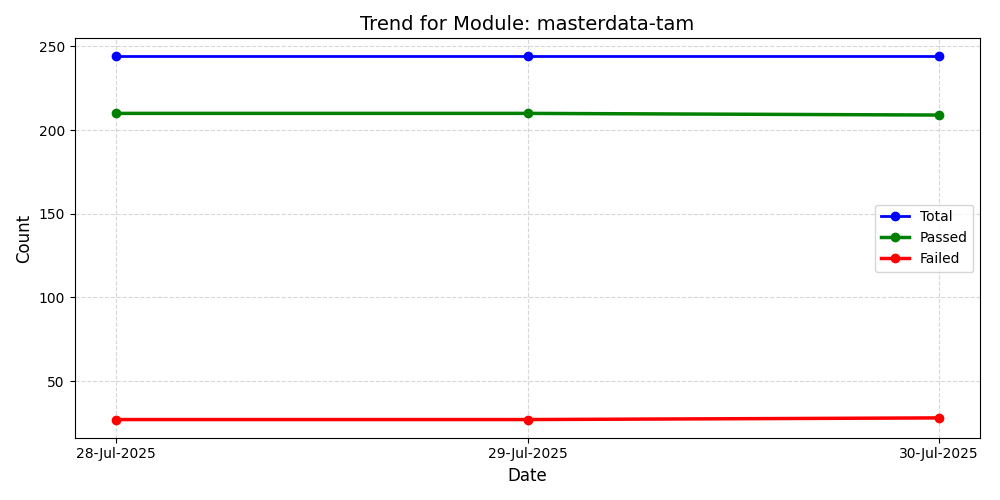 Trend for Module: masterdata-tam
250
200
150
100
50
Count
Total
Passed
Failed
28-Jul-2025
29-Jul-2025
30-Jul-2025
Date